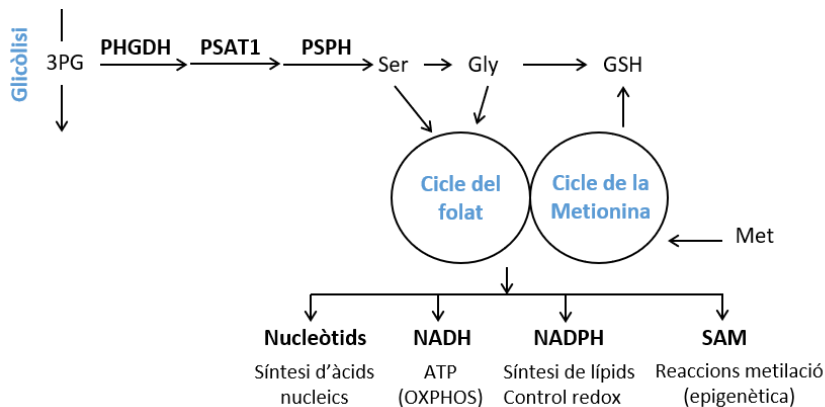 Glicòlisi
3PG
PHGDH
PSAT1
PSPH
Ser
Gly
GSH
Cicle del
folat
Cicle de la
Metionina
Met
Nucleòtids
Síntesi d'àcids
nucleics
NADH
ATP
(OXPHOS)
NADPH
Síntesi de lípids
Control redox
SAM
Reaccions metilació
(epigenètica)